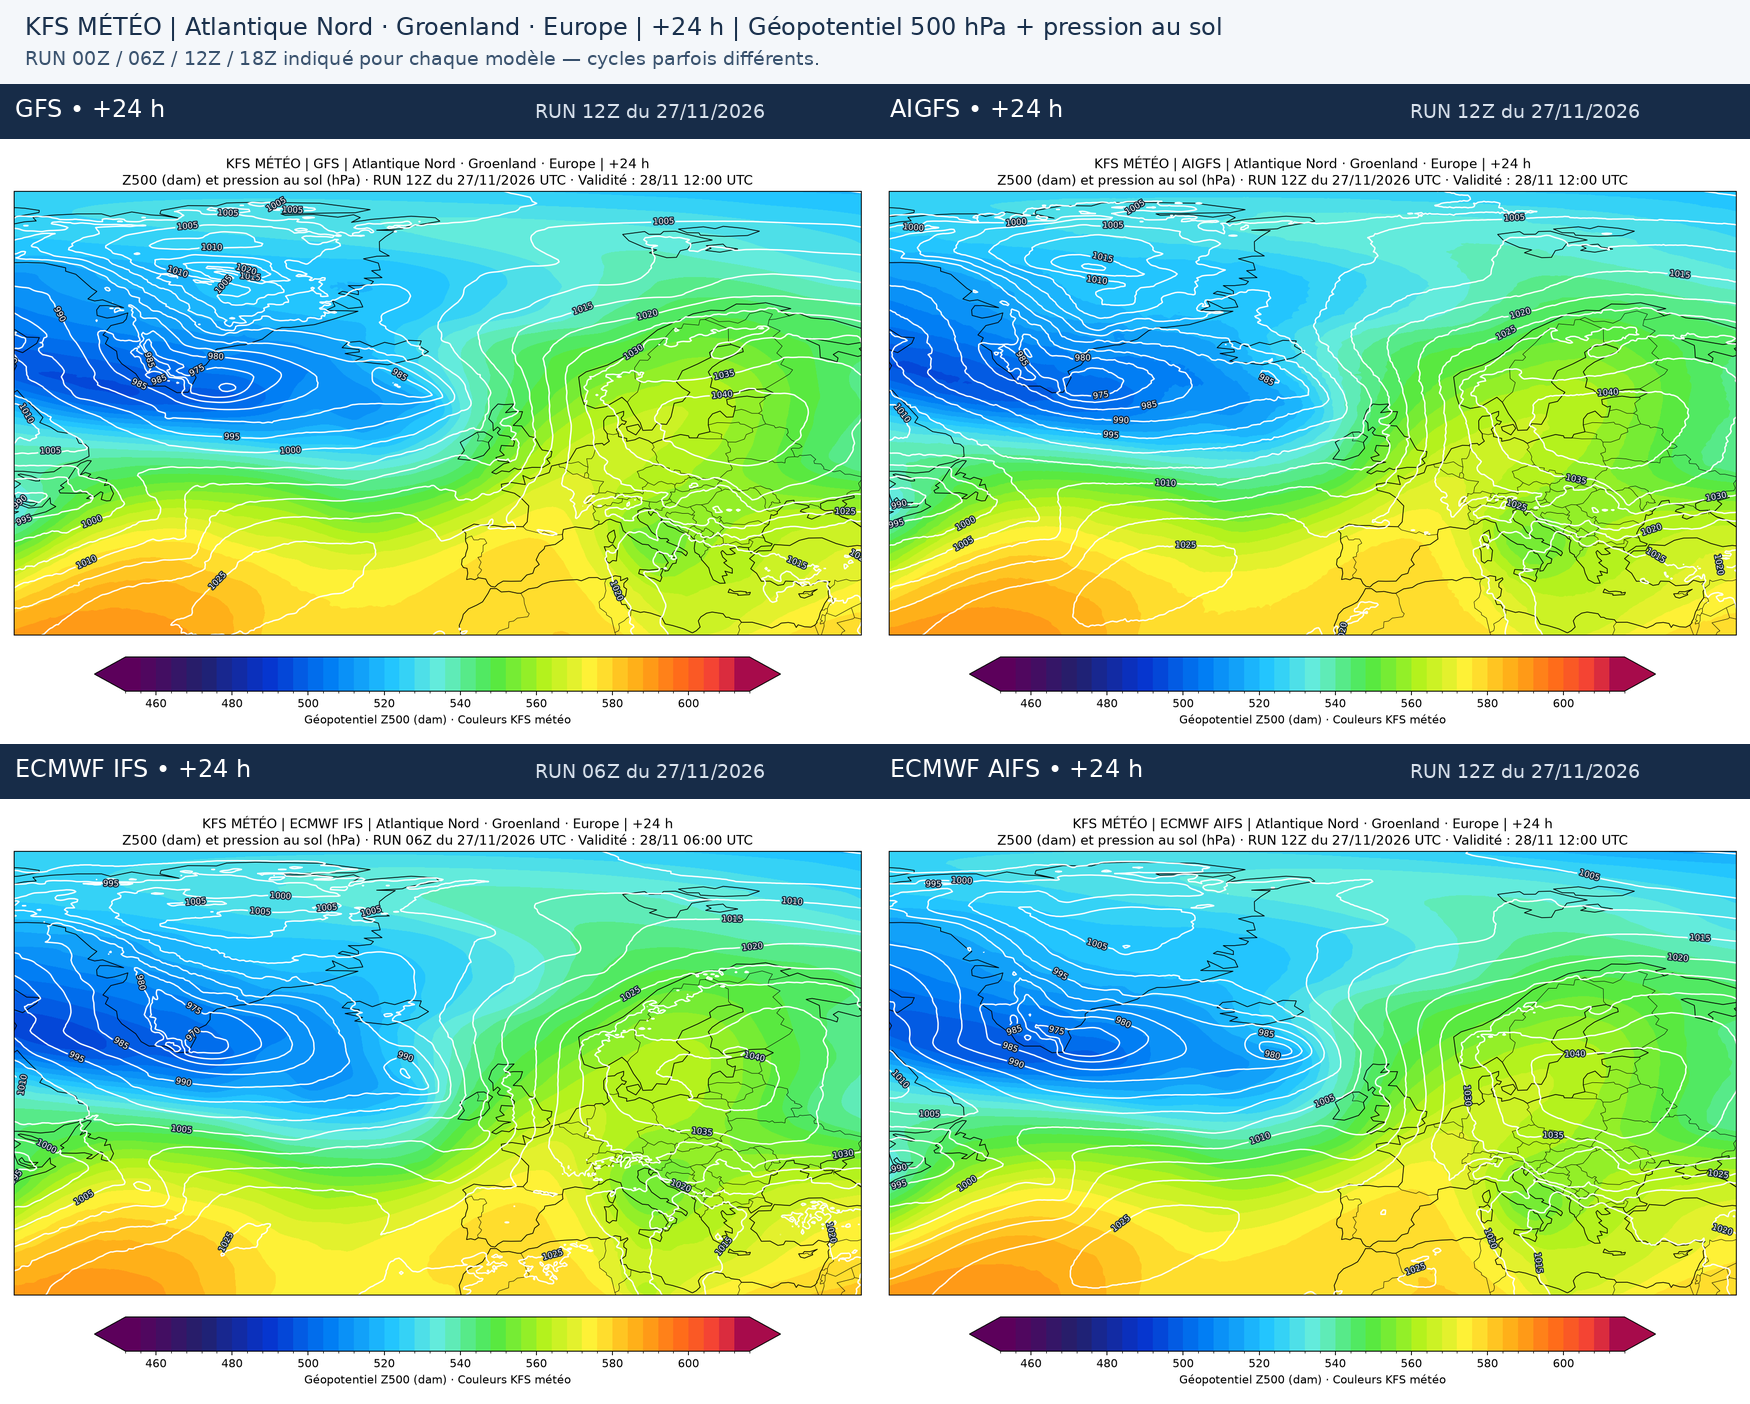 KFS MÉTÉO | Atlantique Nord · Groenland · Europe | +24 h | Géopotentiel 500 hPa + pression au sol
RUN 00Z / 06Z / 12Z / 18Z indiqué pour chaque modèle — cycles parfois différents.
GFS • +24 h
RUN 12Z du 27/11/2026
KFS MÉTÉO | GFS | Atlantique Nord · Groenland · Europe | +24 h
Z500 (dam) et pression au sol (hPa) · RUN 12Z du 27/11/2026 UTC · Validité : 28/11 12:00 UTC
460 480 500 520 540 560 580 600
Géopotentiel Z500 (dam) · Couleurs KFS météo
AIGFS • +24 h
RUN 12Z du 27/11/2026
KFS MÉTÉO | AIGFS | Atlantique Nord · Groenland · Europe | +24 h
Z500 (dam) et pression au sol (hPa) · RUN 12Z du 27/11/2026 UTC · Validité : 28/11 12:00 UTC
460 480 500 520 540 560 580 600
Géopotentiel Z500 (dam) · Couleurs KFS météo
ECMWF IFS • +24 h
RUN 06Z du 27/11/2026
KFS MÉTÉO | ECMWF IFS | Atlantique Nord · Groenland · Europe | +24 h
Z500 (dam) et pression au sol (hPa) · RUN 06Z du 27/11/2026 UTC · Validité : 28/11 06:00 UTC
460 480 500 520 540 560 580 600
Géopotentiel Z500 (dam) · Couleurs KFS météo
ECMWF AIFS • +24 h
RUN 12Z du 27/11/2026
KFS MÉTÉO | ECMWF AIFS | Atlantique Nord · Groenland · Europe | +24 h
Z500 (dam) et pression au sol (hPa) · RUN 12Z du 27/11/2026 UTC · Validité : 28/11 12:00 UTC
460 480 500 520 540 560 580 600
Géopotentiel Z500 (dam) · Couleurs KFS météo